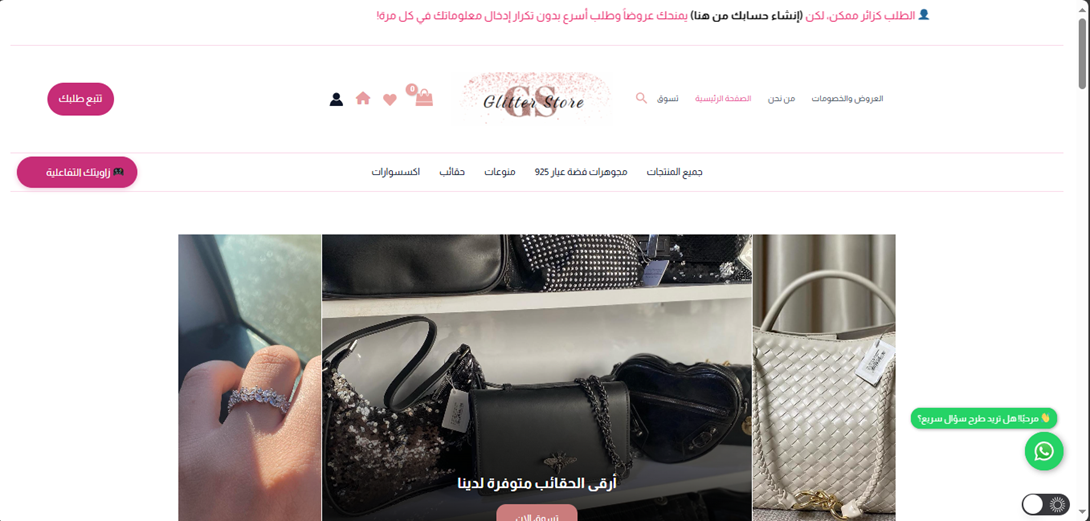 👤 الطلب كزائر ممكن، لكن (إنشاء حسابك من هنا) يمنحك عروضاً وطلب أسرع بدون تكرار إدخال معلوماتك في كل مرة!
العروض والخصومات
من نحن
الصفحة الرئيسية
تسوق
Glitter Store
GS
0
تتبع طلبك
جميع المنتجات
مجوهرات فضة عيار 925
منوعات
حقائب
اكسسوارات
زاويتك التفاعلية
أرقى الحقائب متوفرة لدينا
تسوق الان
👋 مرحبًا! هل تريد طرح سؤال سريع؟